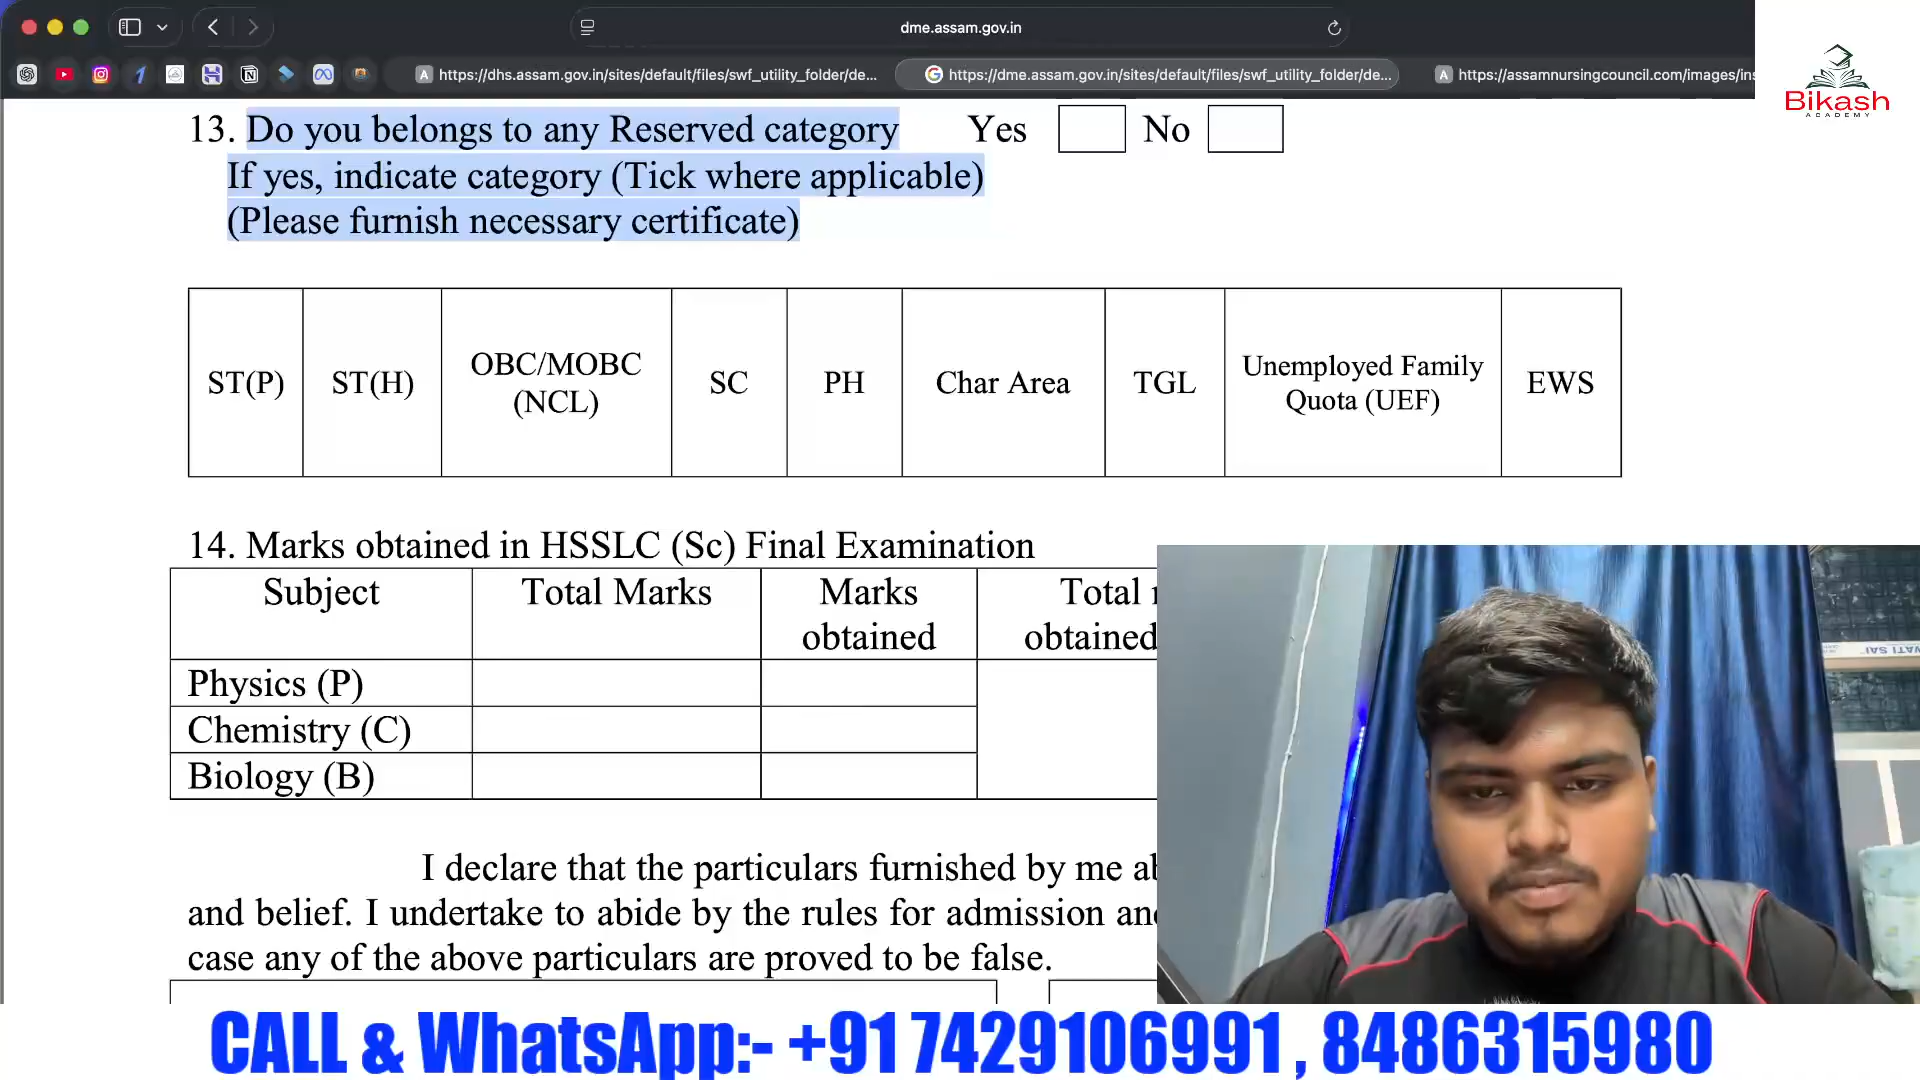 dme.assam.gov.in
https://dhs.assam.gov.in/sites/default/files/swf_utility_folder/de...
https://dme.assam.gov.in/sites/default/files/swf_utility_folder/de...
https://assamnursingcouncil.com/images/ins
Bikash
ACADEMY
13. Do you belongs to any Reserved category Yes No
If yes, indicate category (Tick where applicable)
(Please furnish necessary certificate)
ST(P) ST(H) OBC/MOBC (NCL) SC PH Char Area TGL Unemployed Family Quota (UEF) EWS
14. Marks obtained in HSSLC (Sc) Final Examination
Subject Total Marks Marks obtained Total obtained
Physics (P)
Chemistry (C)
Biology (B)
I declare that the particulars furnished by me
and belief. I undertake to abide by the rules for admission
case any of the above particulars are proved to be false.
CALL & WhatsApp:- +91 7429106991 , 8486315980